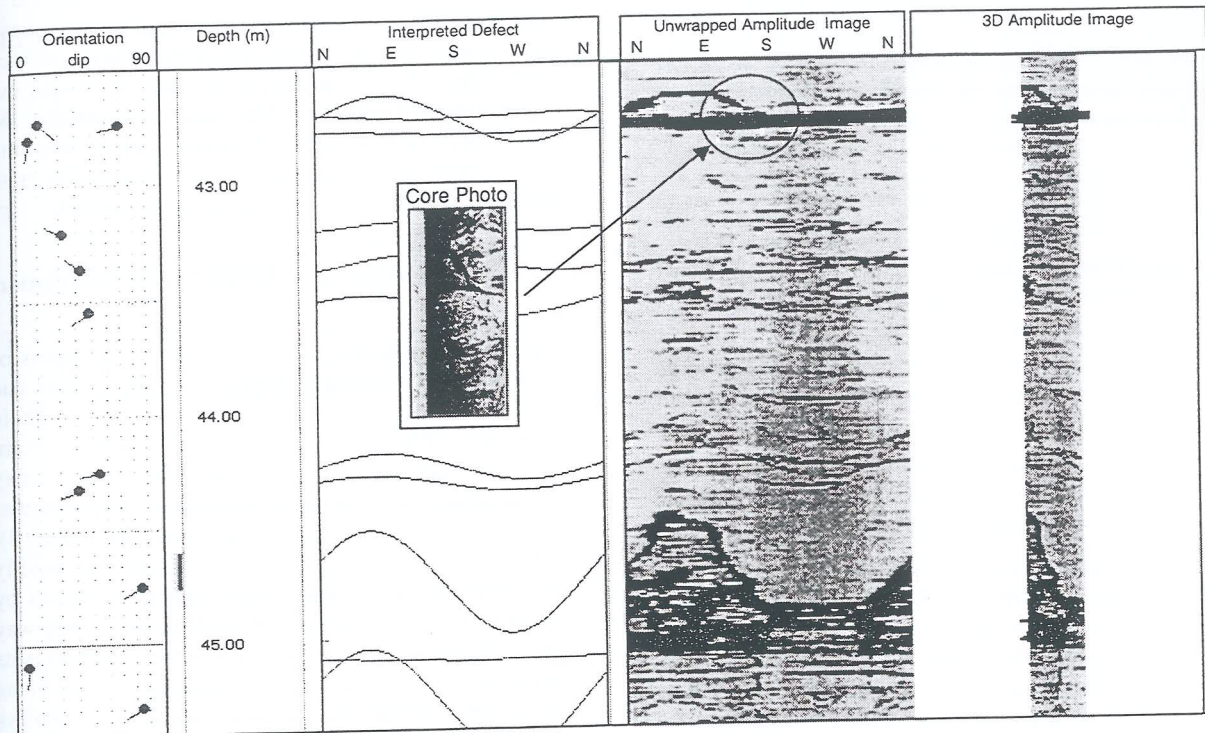 Orientation
0 dip 90
Depth (m)
Interpreted Defect
N E S W N
Unwrapped Amplitude Image
N E S W N
3D Amplitude Image
43.00
Core Photo
44.00
45.00